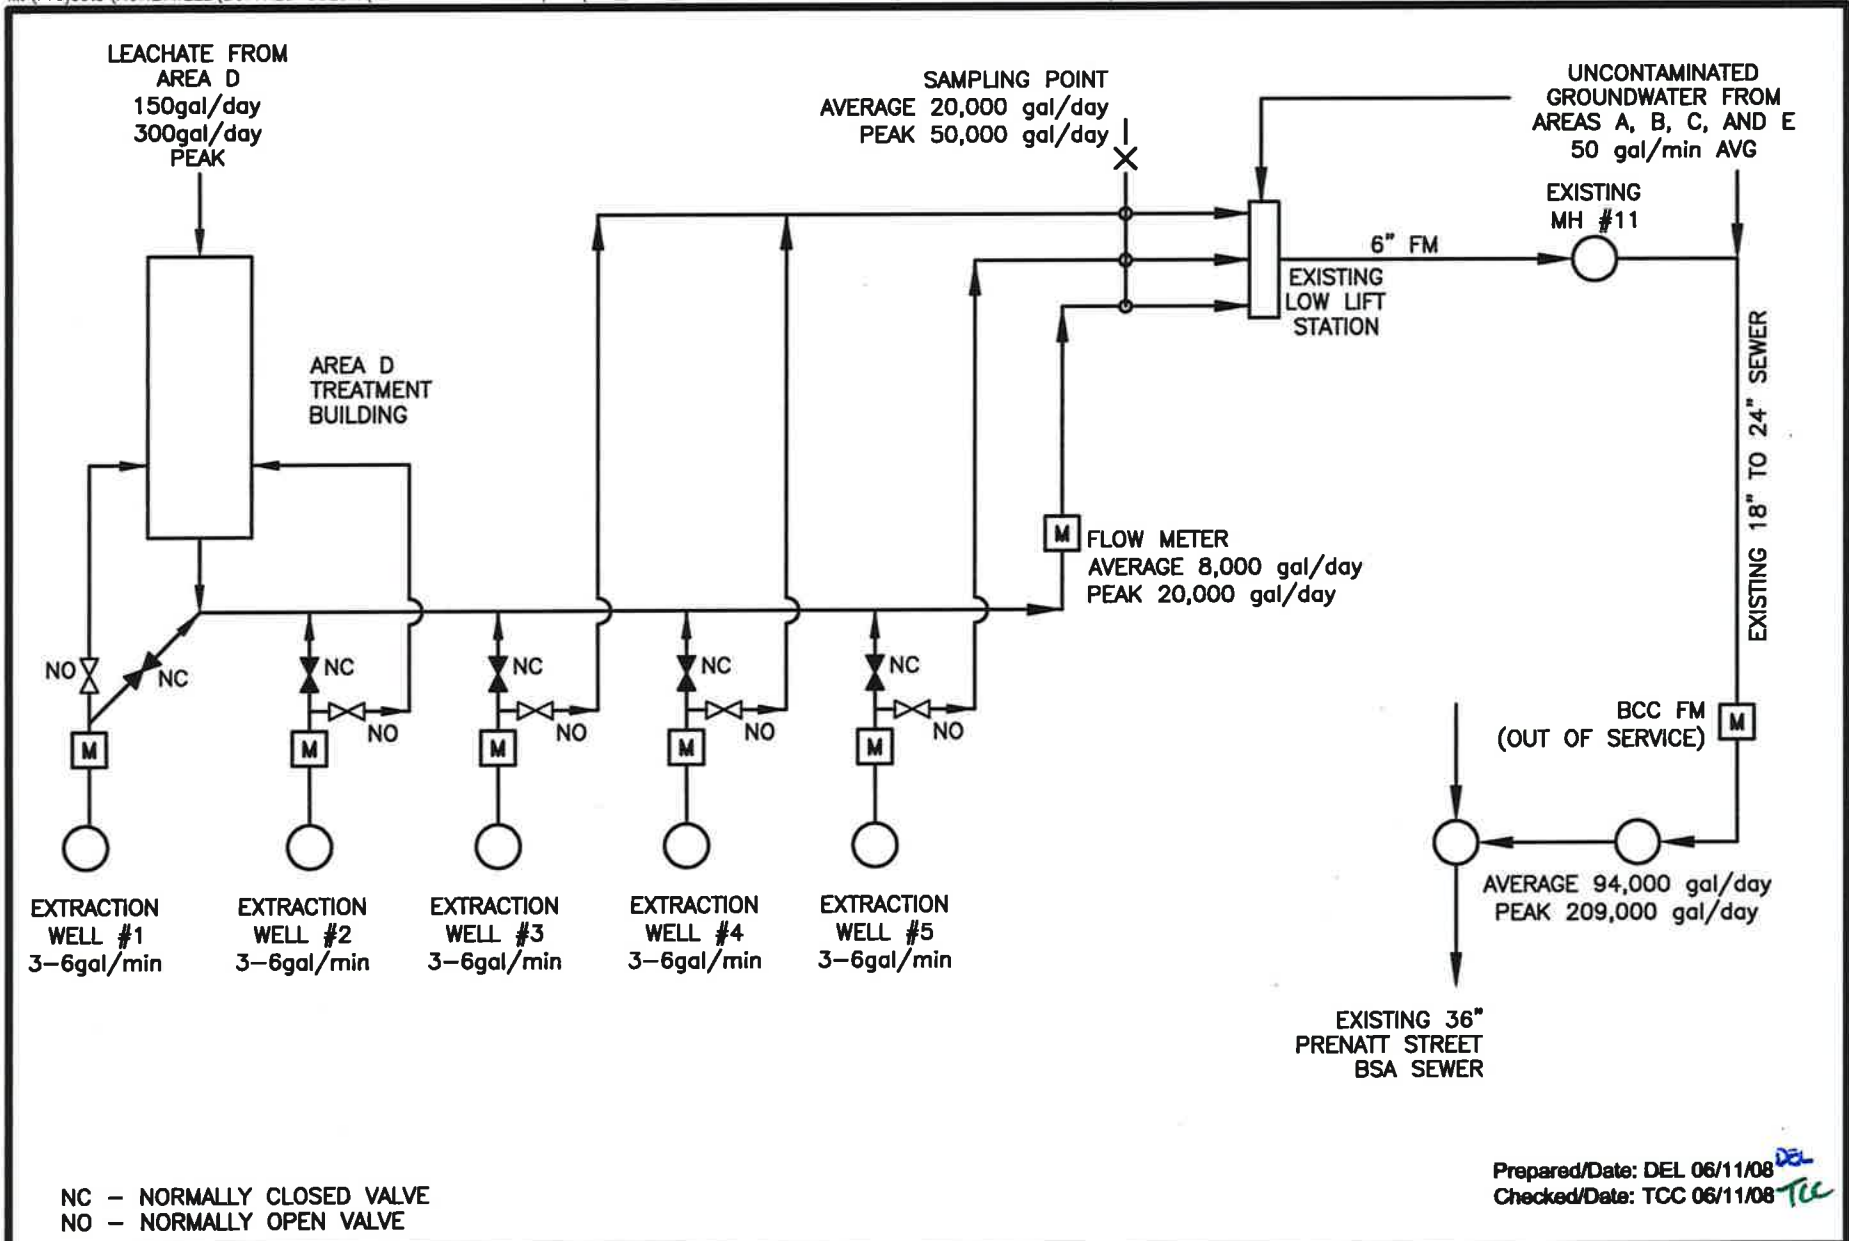 LEACHATE FROM
AREA D
150gal/day
300gal/day
PEAK
SAMPLING POINT
AVERAGE 20,000 gal/day
PEAK 50,000 gal/day
UNCONTAMINATED
GROUNDWATER FROM
AREAS A, B, C, AND E
50 gal/min AVG
EXISTING
MH #11
6" FM
EXISTING
LOW LIFT
STATION
AREA D
TREATMENT
BUILDING
EXISTING 18" TO 24" SEWER
M
FLOW METER
AVERAGE 8,000 gal/day
PEAK 20,000 gal/day
NO
NC
NC
NO
NC
NO
NC
NO
NC
NO
M
M
M
M
M
BCC FM
(OUT OF SERVICE)
M
AVERAGE 94,000 gal/day
PEAK 209,000 gal/day
EXTRACTION
WELL #1
3-6gal/min
EXTRACTION
WELL #2
3-6gal/min
EXTRACTION
WELL #3
3-6gal/min
EXTRACTION
WELL #4
3-6gal/min
EXTRACTION
WELL #5
3-6gal/min
EXISTING 36"
PRENATT STREET
BSA SEWER
NC - NORMALLY CLOSED VALVE
NO - NORMALLY OPEN VALVE
Prepared/Date: DEL 06/11/08 DEL
Checked/Date: TCC 06/11/08 TCC